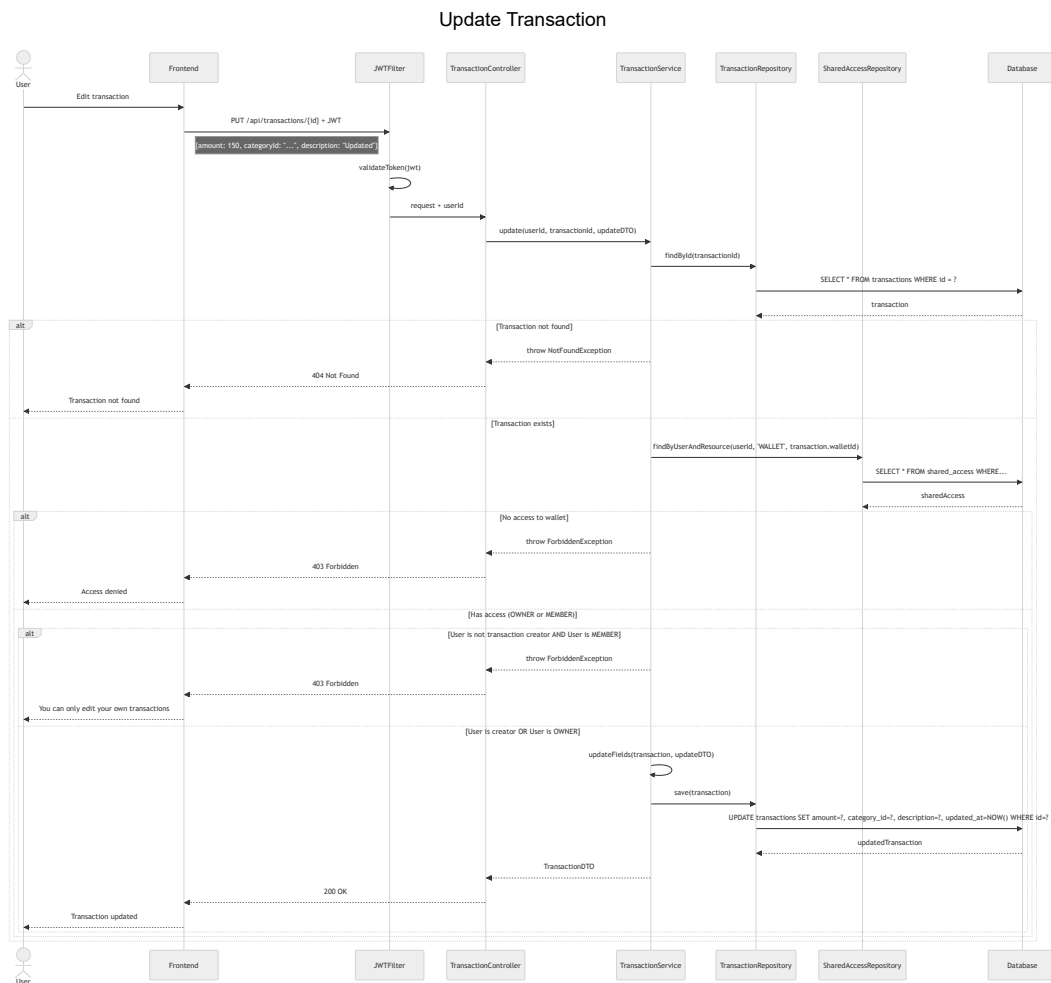 Update Transaction
User
Frontend
JWTFilter
TransactionController
TransactionService
TransactionRepository
SharedAccessRepository
Database
Edit transaction
PUT /api/transactions/{id} + JWT
{amount: 150, categoryId: "...", description: "Updated"}
validateToken(jwt)
request + userId
update(userId, transactionId, updateDTO)
findById(transactionId)
SELECT * FROM transactions WHERE id = ?
transaction
alt
[Transaction not found]
throw NotFoundException
404 Not Found
Transaction not found
[Transaction exists]
findByUserAndResource(userId, 'WALLET', transaction.walletId)
SELECT * FROM shared_access WHERE...
sharedAccess
alt
[No access to wallet]
throw ForbiddenException
403 Forbidden
Access denied
[Has access (OWNER or MEMBER)]
alt
[User is not transaction creator AND User is MEMBER]
throw ForbiddenException
403 Forbidden
You can only edit your own transactions
[User is creator OR User is OWNER]
updateFields(transaction, updateDTO)
save(transaction)
UPDATE transactions SET amount=?, category_id=?, description=?, updated_at=NOW() WHERE id=?
updatedTransaction
TransactionDTO
200 OK
Transaction updated
User
Frontend
JWTFilter
TransactionController
TransactionService
TransactionRepository
SharedAccessRepository
Database